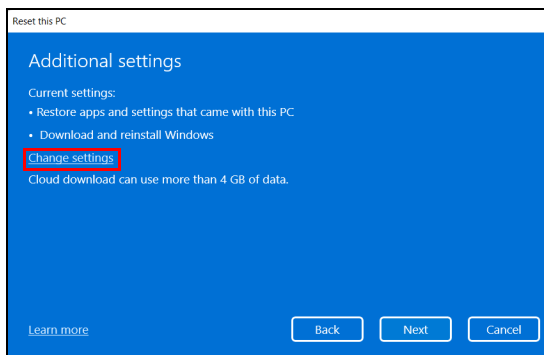 Reset this PC
Additional settings
Current settings:
• Restore apps and settings that came with this PC
• Download and reinstall Windows
Change settings
Cloud download can use more than 4 GB of data.
Learn more
Back
Next
Cancel